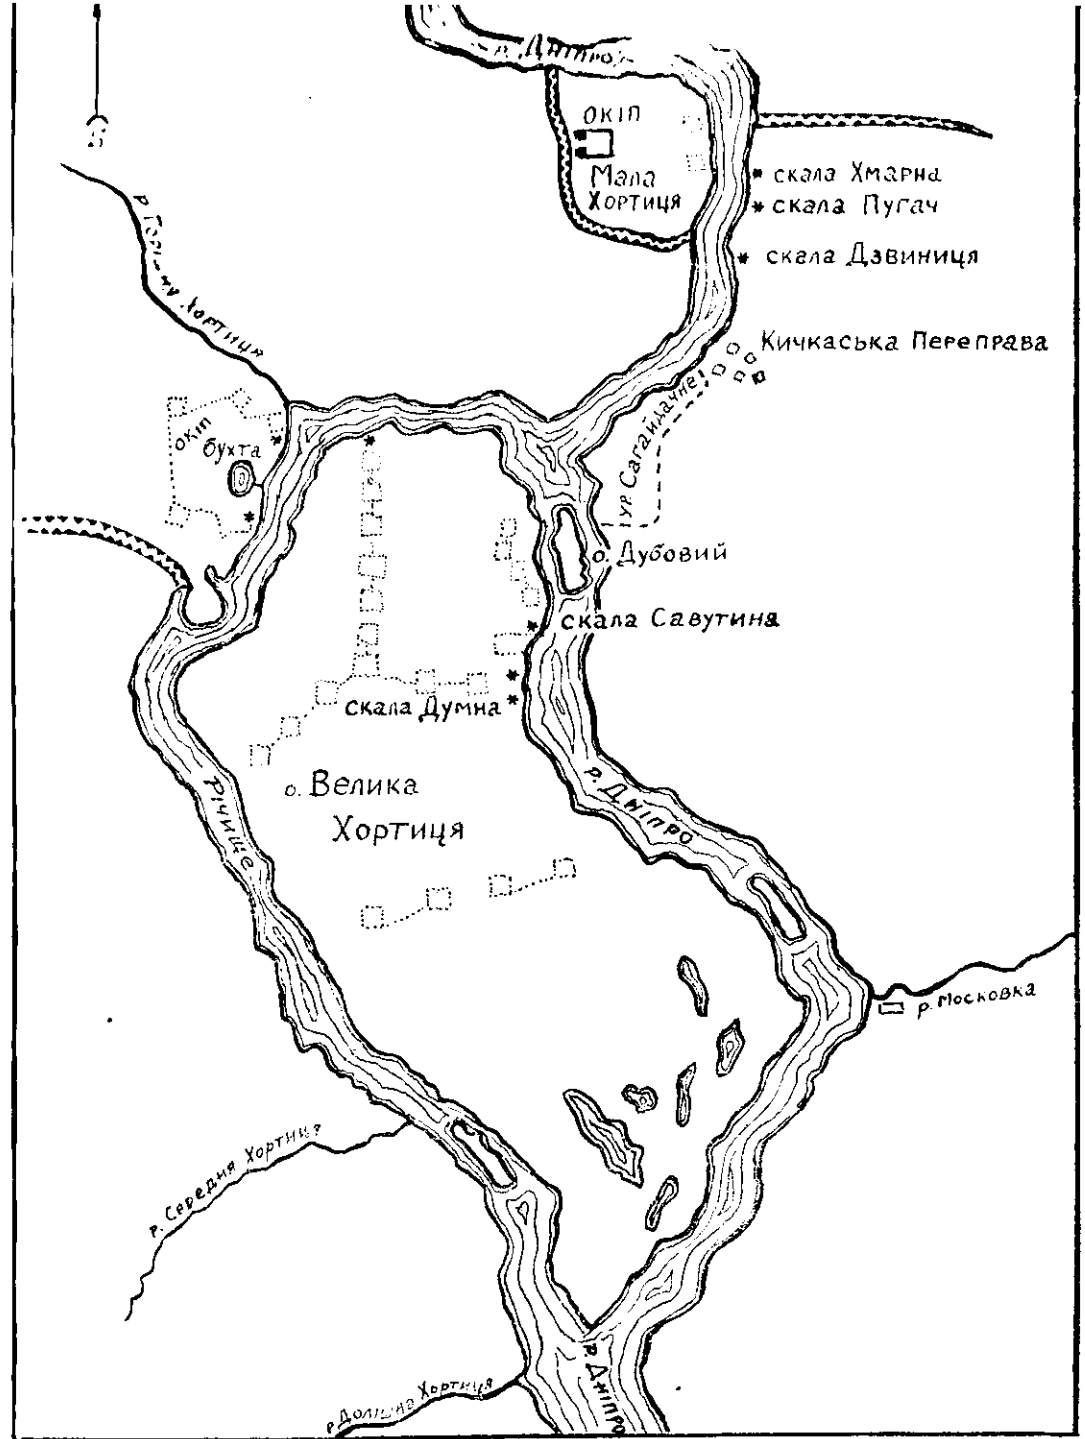 р. Дніпро
окіп
Мала
Хортиця
скала Хмарна
скала Пугач
скала Дзвиниця
Кичкаська Переправа
Хортиця
ур. Сагайдачне
окіп
бухта
о. Дубовий
скала Савутина
скала Думна
о. Велика
Хортиця
р. Дніпро
Річище
р. Московка
р. Середня Хортиця
р. Дніпро
р. Долішна Хортиця